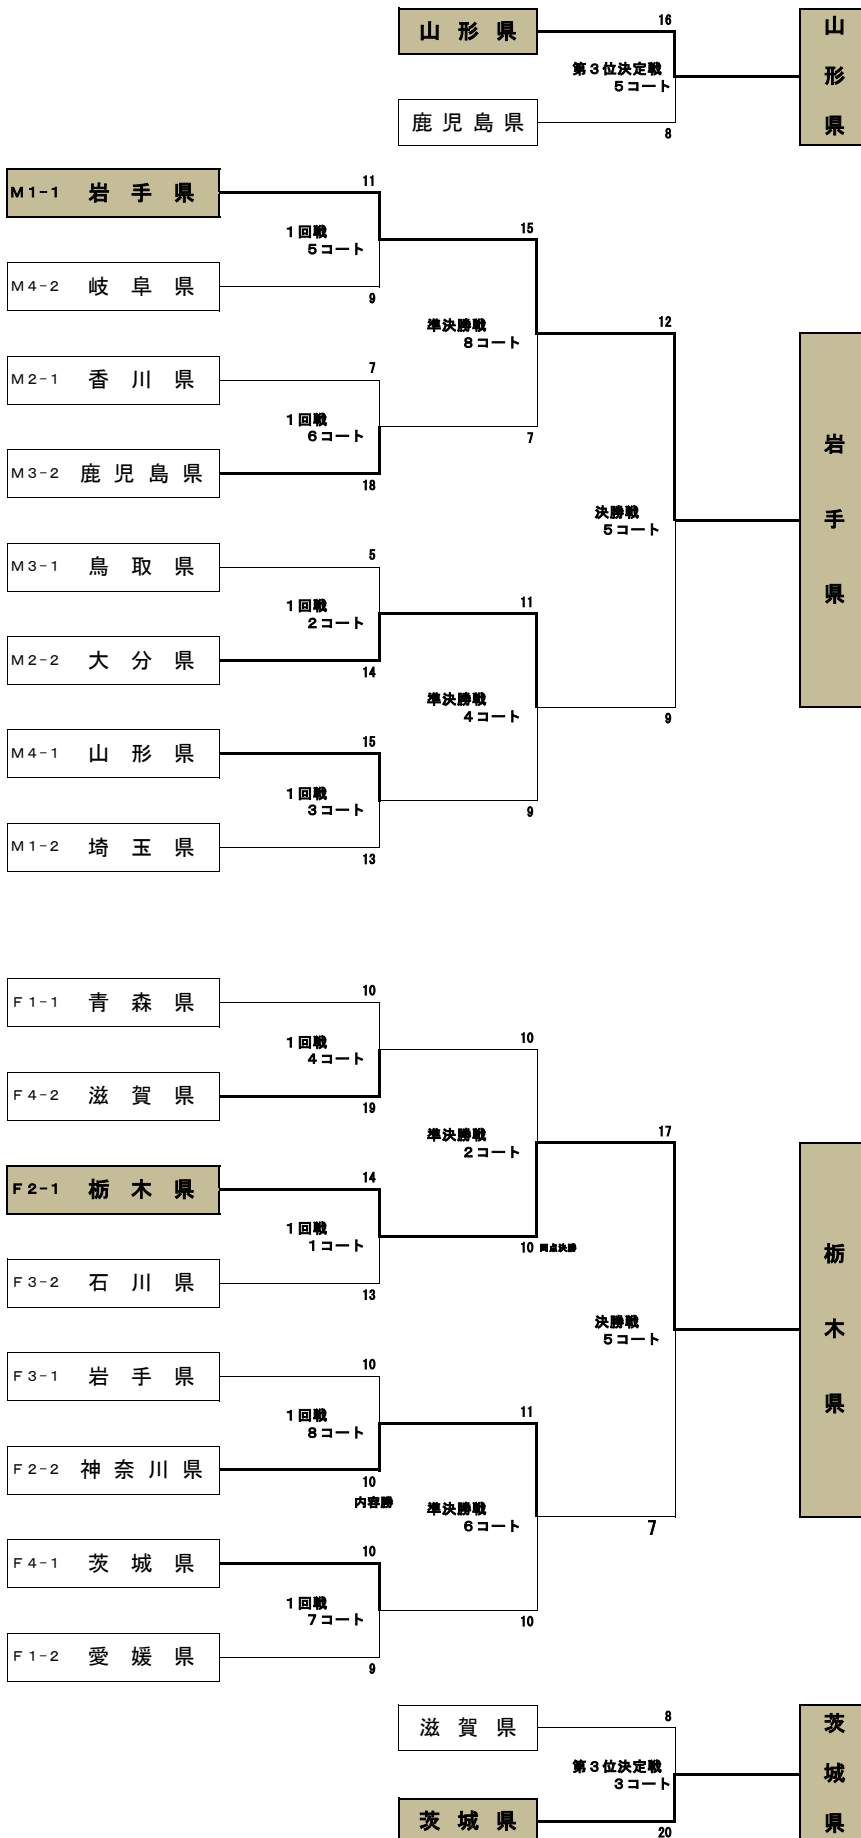 山形県
16
第３位決定戦
５コート
鹿児島県
8
山形県
M1-1 岩手県
11
1回戦
5コート
15
M4-2 岐阜県
9
準決勝戦
8コート
12
M2-1 香川県
7
1回戦
6コート
7
M3-2 鹿児島県
18
岩手県
決勝戦
5コート
M3-1 鳥取県
5
1回戦
2コート
11
M2-2 大分県
14
準決勝戦
4コート
9
M4-1 山形県
15
1回戦
3コート
9
M1-2 埼玉県
13
F1-1 青森県
10
1回戦
4コート
10
F4-2 滋賀県
19
準決勝戦
2コート
17
F2-1 栃木県
14
1回戦
1コート
10 同点決勝
F3-2 石川県
13
栃木県
決勝戦
5コート
F3-1 岩手県
10
1回戦
8コート
11
F2-2 神奈川県
10
内容勝
準決勝戦
6コート
7
F4-1 茨城県
10
1回戦
7コート
10
F1-2 愛媛県
9
滋賀県
8
第３位決定戦
3コート
茨城県
20
茨城県